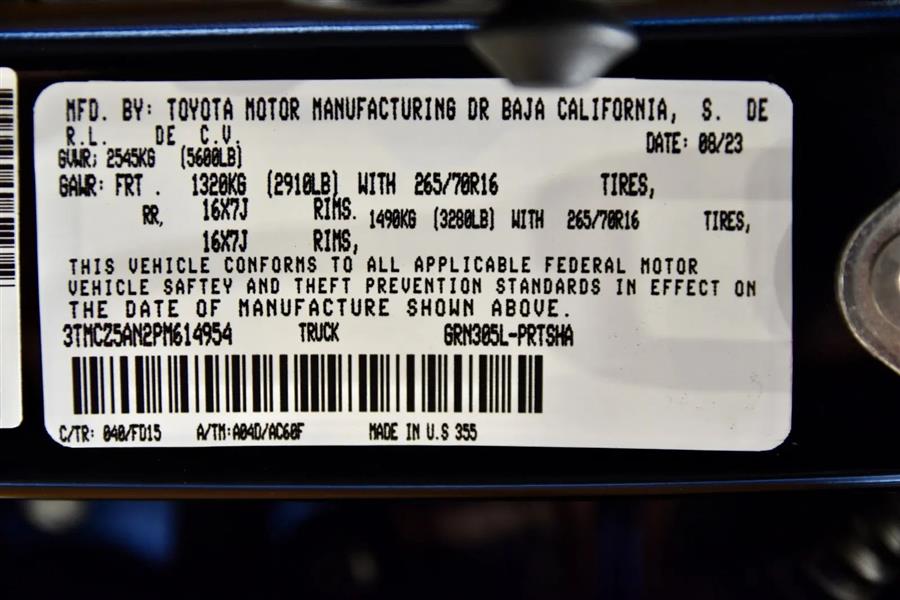 MFD. BY: TOYOTA MOTOR MANUFACTURING DR BAJA CALIFORNIA, S. DE
R.L. DE C.V. DATE: 08/23
GVWR; 2545KG (5600LB)
GAWR: FRT . 1320KG (2910LB) WITH 265/70R16 TIRES,
16X7J RIMS.
RR, 1490KG (3280LB) WITH 265/70R16 TIRES,
16X7J RIMS,
THIS VEHICLE CONFORMS TO ALL APPLICABLE FEDERAL MOTOR
VEHICLE SAFTEY AND THEFT PREVENTION STANDARDS IN EFFECT ON
THE DATE OF MANUFACTURE SHOWN ABOVE.
3TMCZ5AN2PM614954 TRUCK GRN305L-PRTSHA
C/TR: 040/FD15 A/TM:A04D/AC60F MADE IN U.S 355